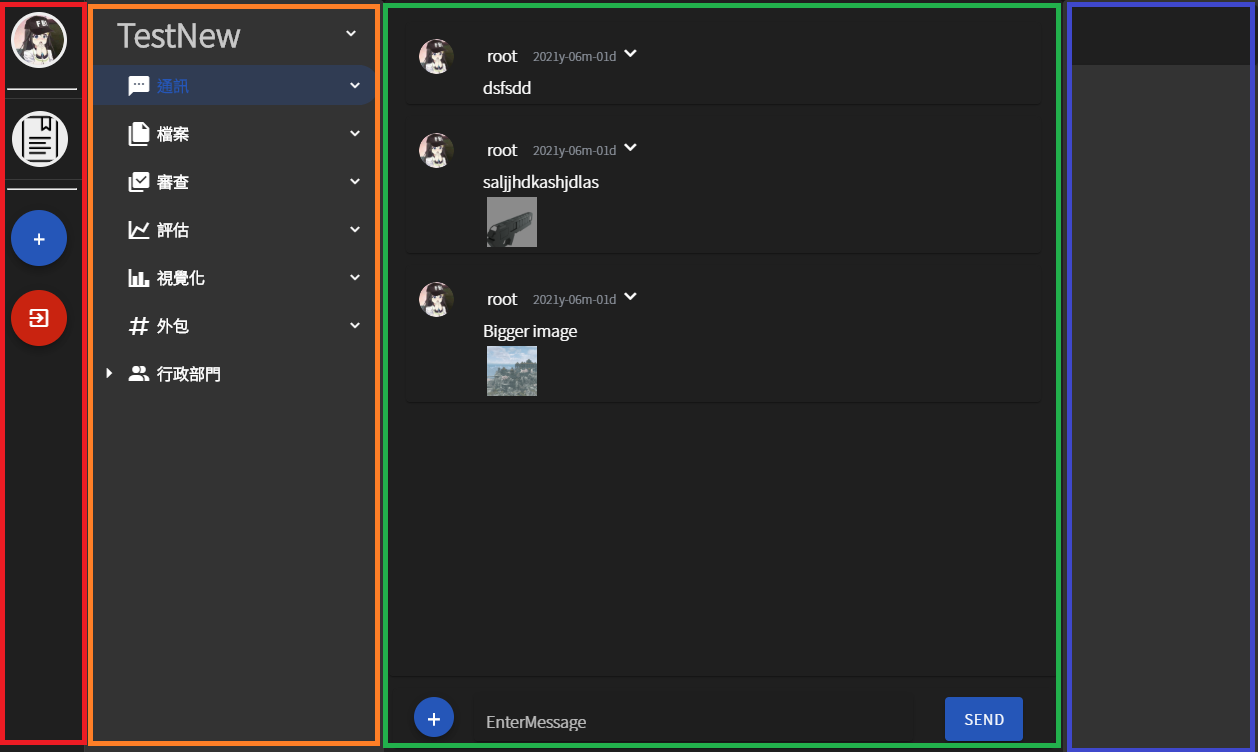 TestNew
通訊
檔案
審查
評估
視覺化
外包
行政部門
root 2021y-06m-01d
dsfsdd
root 2021y-06m-01d
saljjhdkashjdlas
root 2021y-06m-01d
Bigger image
EnterMessage
SEND